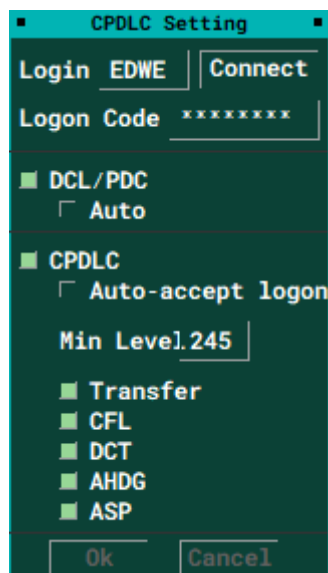 CPDLC Setting
Login EDWE Connect
Logon Code ********
DCL/PDC
Auto
CPDLC
Auto-accept logon
Min Level 245
Transfer
CFL
DCT
AHDG
ASP
Ok Cancel